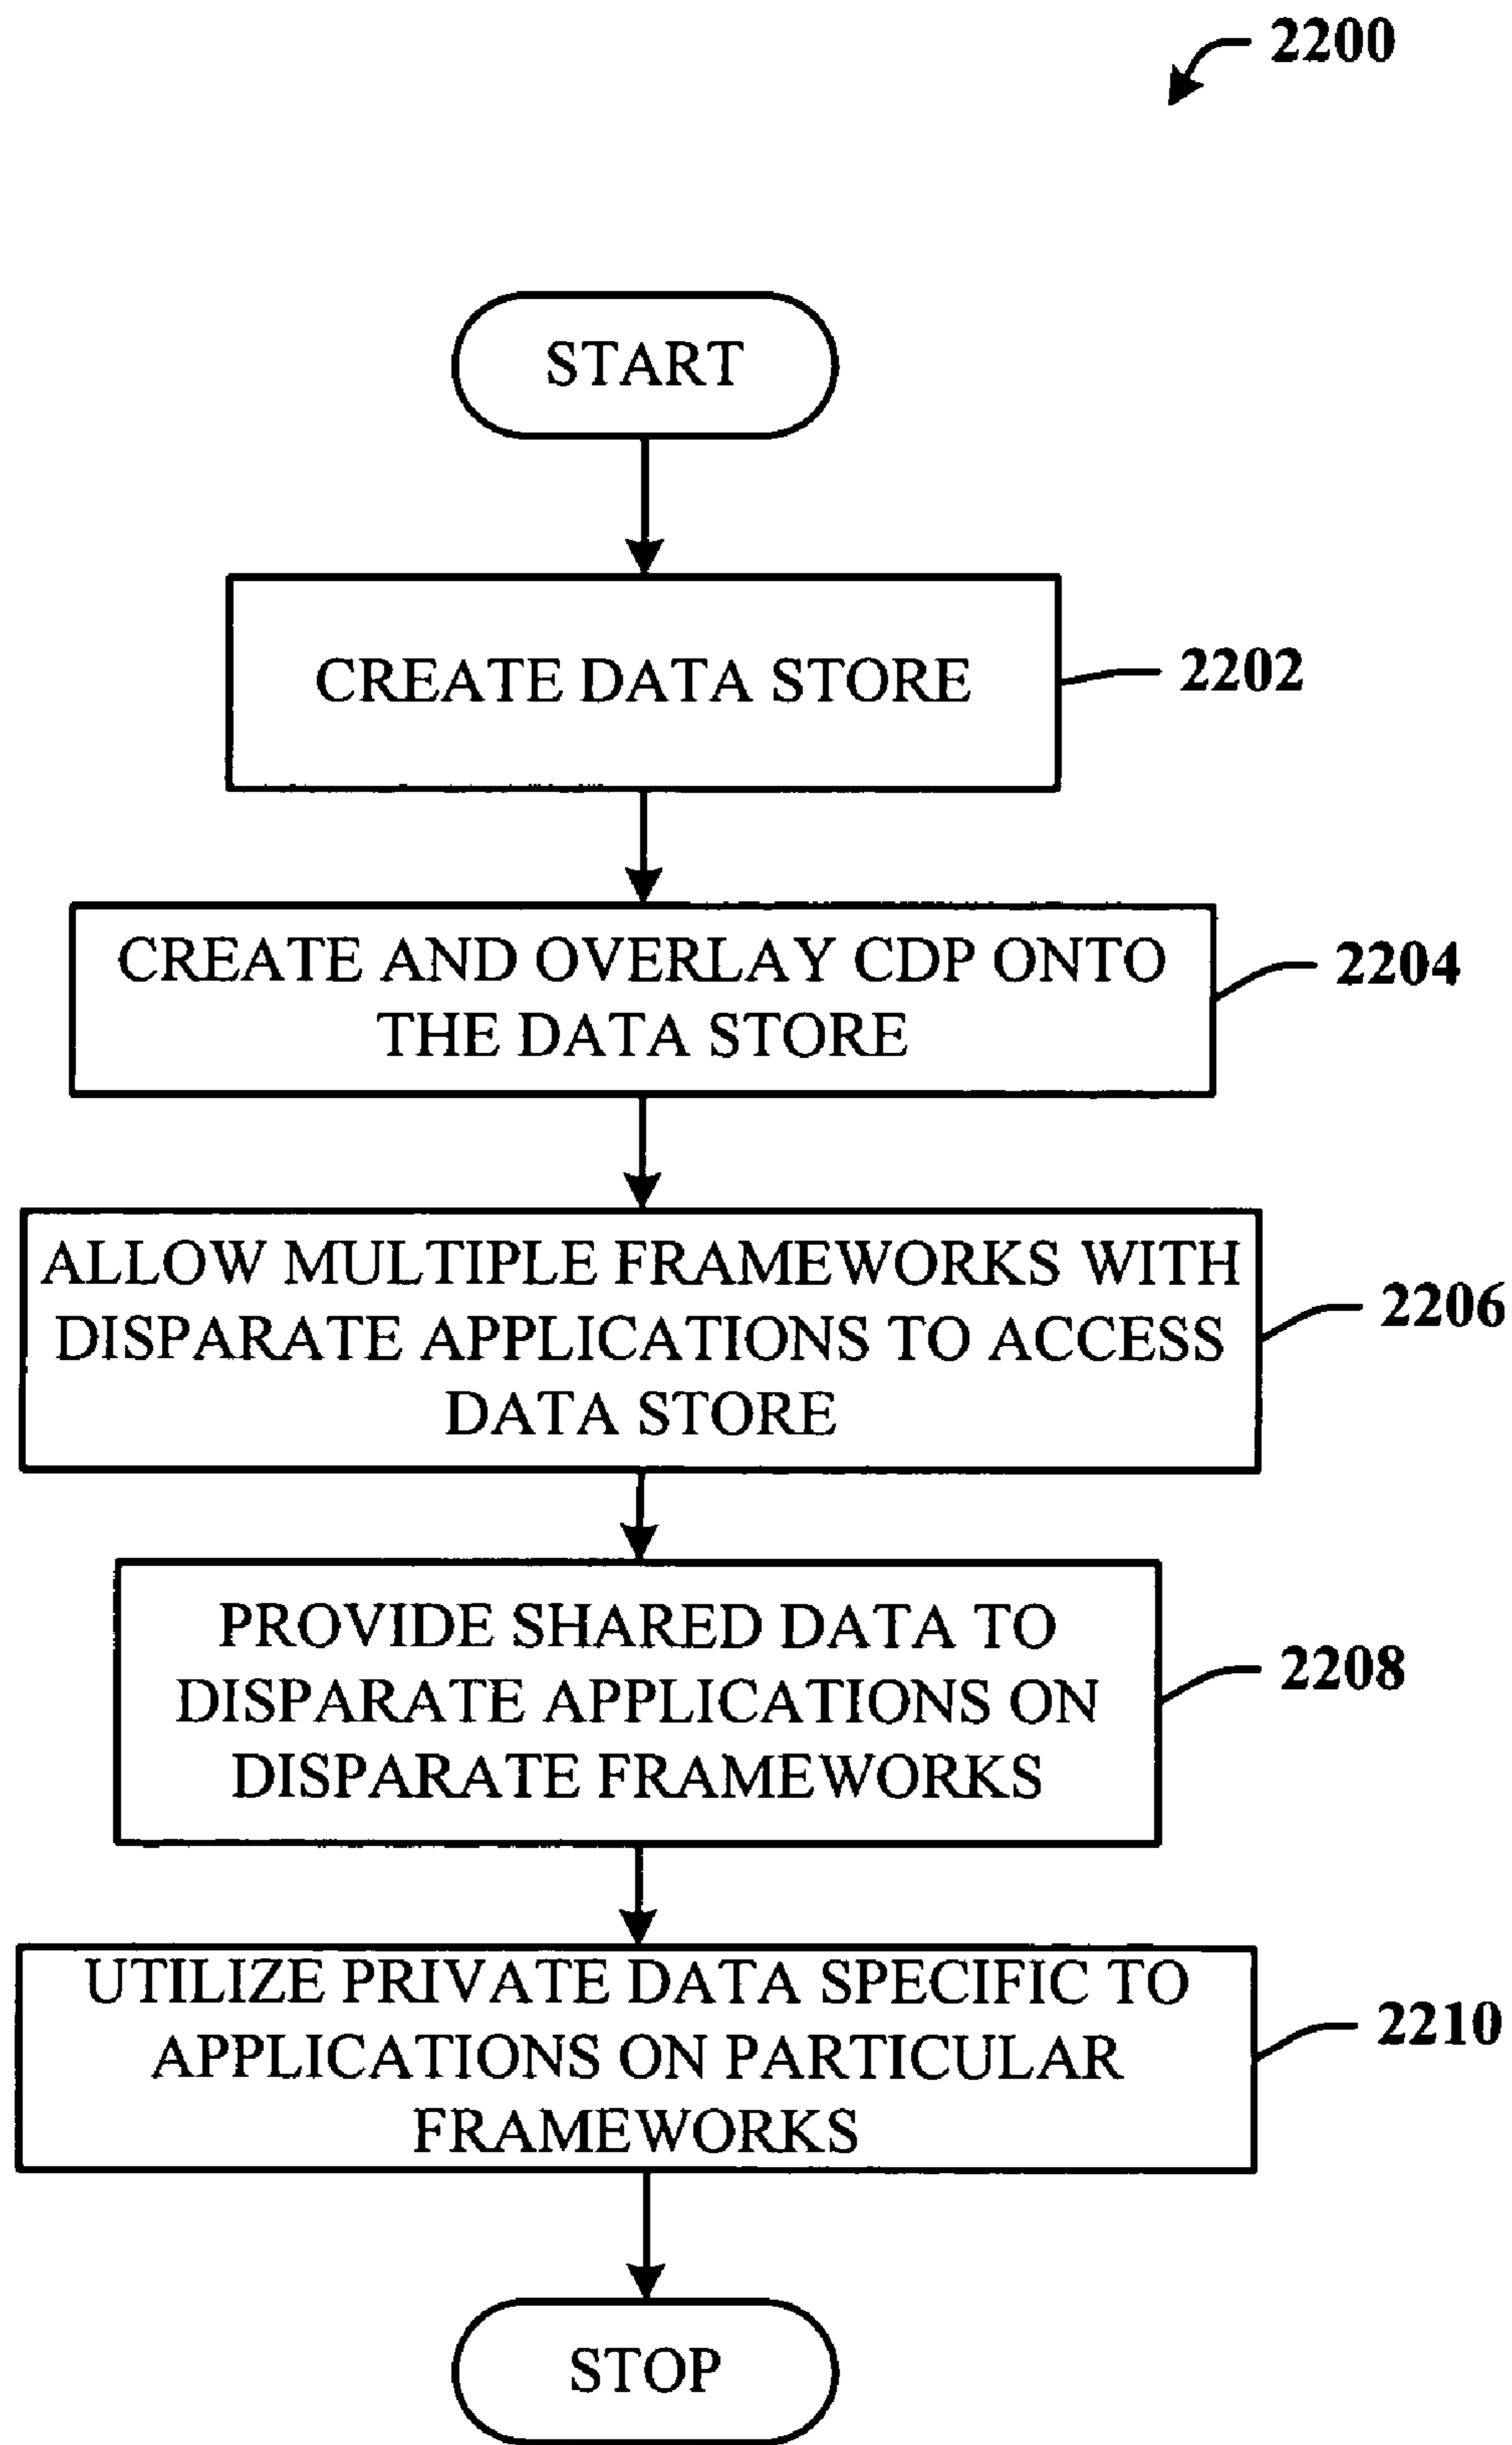 2200
START
CREATE DATA STORE
2202
CREATE AND OVERLAY CDP ONTO
THE DATA STORE
2204
ALLOW MULTIPLE FRAMEWORKS WITH
DISPARATE APPLICATIONS TO ACCESS
DATA STORE
2206
PROVIDE SHARED DATA TO
DISPARATE APPLICATIONS ON
DISPARATE FRAMEWORKS
2208
UTILIZE PRIVATE DATA SPECIFIC TO
APPLICATIONS ON PARTICULAR
FRAMEWORKS
2210
STOP